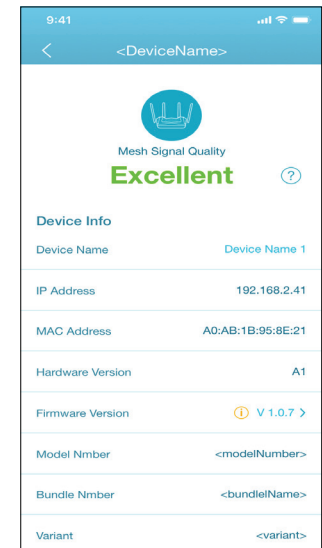 9:41
<DeviceName>
Mesh Signal Quality
Excellent ?
Device Info
Device Name Device Name 1
IP Address 192.168.2.41
MAC Address A0:AB:1B:95:8E:21
Hardware Version A1
Firmware Version V 1.0.7
Model Nmber <modelNumber>
Bundle Nmber <bundlelName>
Variant <variant>